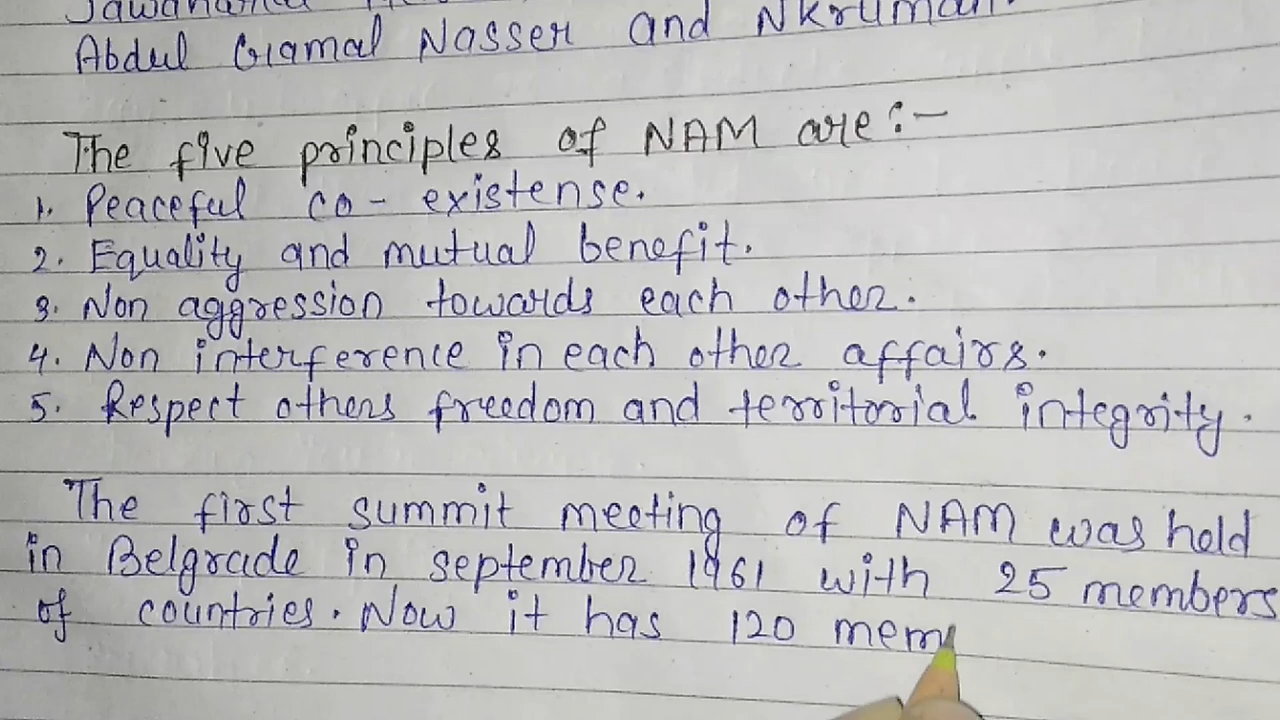 Abdul Gamal Nasser and Nkrumah.
The five principles of NAM are:-
1. Peaceful co-existense.
2. Equality and mutual benefit.
3. Non aggression towards each other.
4. Non interference in each other affairs.
5. Respect others freedom and territorial integrity.
The first summit meeting of NAM was held
in Belgrade in september 1961 with 25 members
of countries. Now it has 120 mem